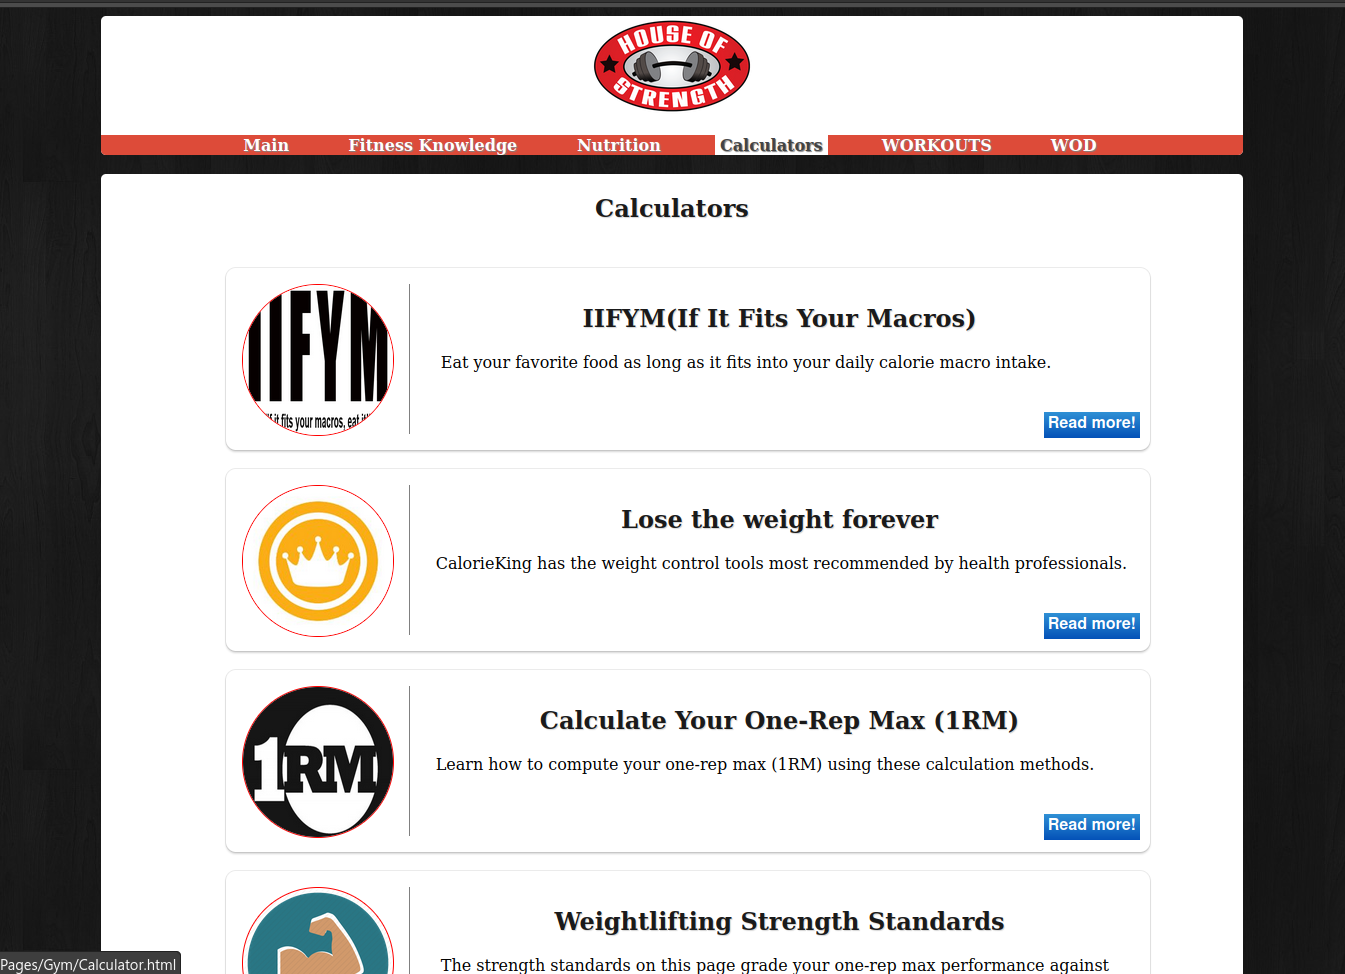 HOUSE OF
STRENGTH
Main Fitness Knowledge Nutrition Calculators WORKOUTS WOD
Calculators
IIFYM
if it fits your macros, eat it!
IIFYM(If It Fits Your Macros)
Eat your favorite food as long as it fits into your daily calorie macro intake.
Read more!
Lose the weight forever
CalorieKing has the weight control tools most recommended by health professionals.
Read more!
1RM
Calculate Your One-Rep Max (1RM)
Learn how to compute your one-rep max (1RM) using these calculation methods.
Read more!
Weightlifting Strength Standards
The strength standards on this page grade your one-rep max performance against
Pages/Gym/Calculator.html